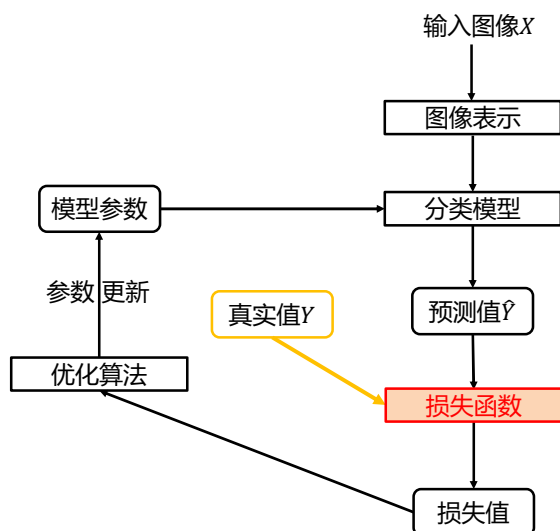 输入图像X
图像表示
模型参数
分类模型
参数 更新
真实值Y
预测值Ŷ
优化算法
损失函数
损失值